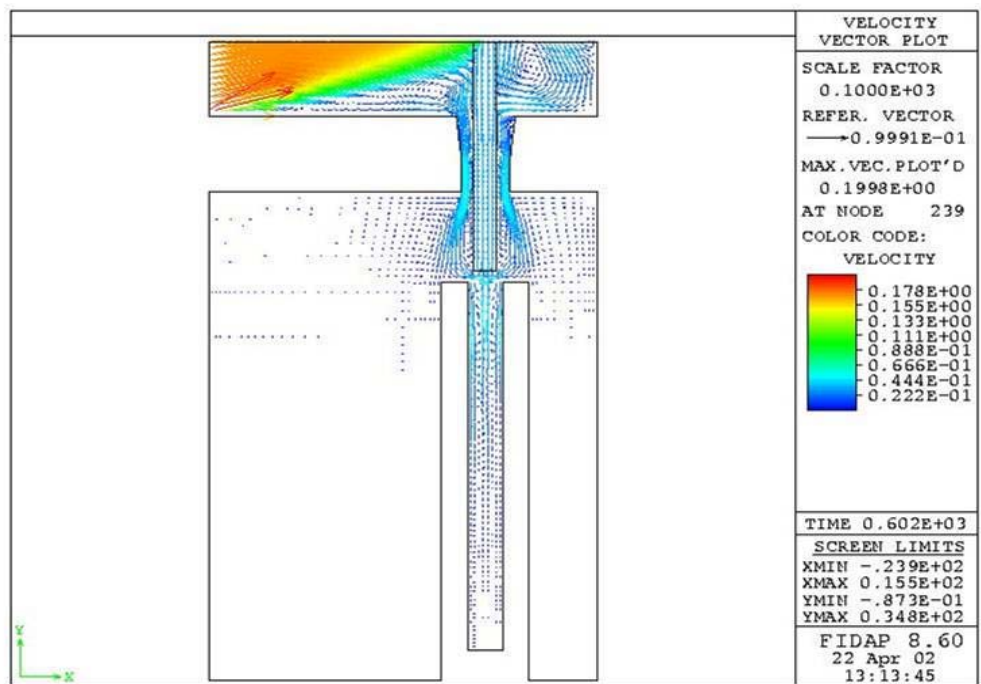 VELOCITY
VECTOR PLOT
SCALE FACTOR
0.1000E+03
REFER. VECTOR
0.9991E-01
MAX.VEC.PLOT'D
0.1998E+00
AT NODE 239
COLOR CODE:
VELOCITY
0.178E+00
0.155E+00
0.133E+00
0.111E+00
0.888E-01
0.666E-01
0.444E-01
0.222E-01
TIME 0.602E+03
SCREEN LIMITS
XMIN -.239E+02
XMAX 0.155E+02
YMIN -.873E-01
YMAX 0.348E+02
FIDAP 8.60
22 Apr 02
13:13:45
Y
X